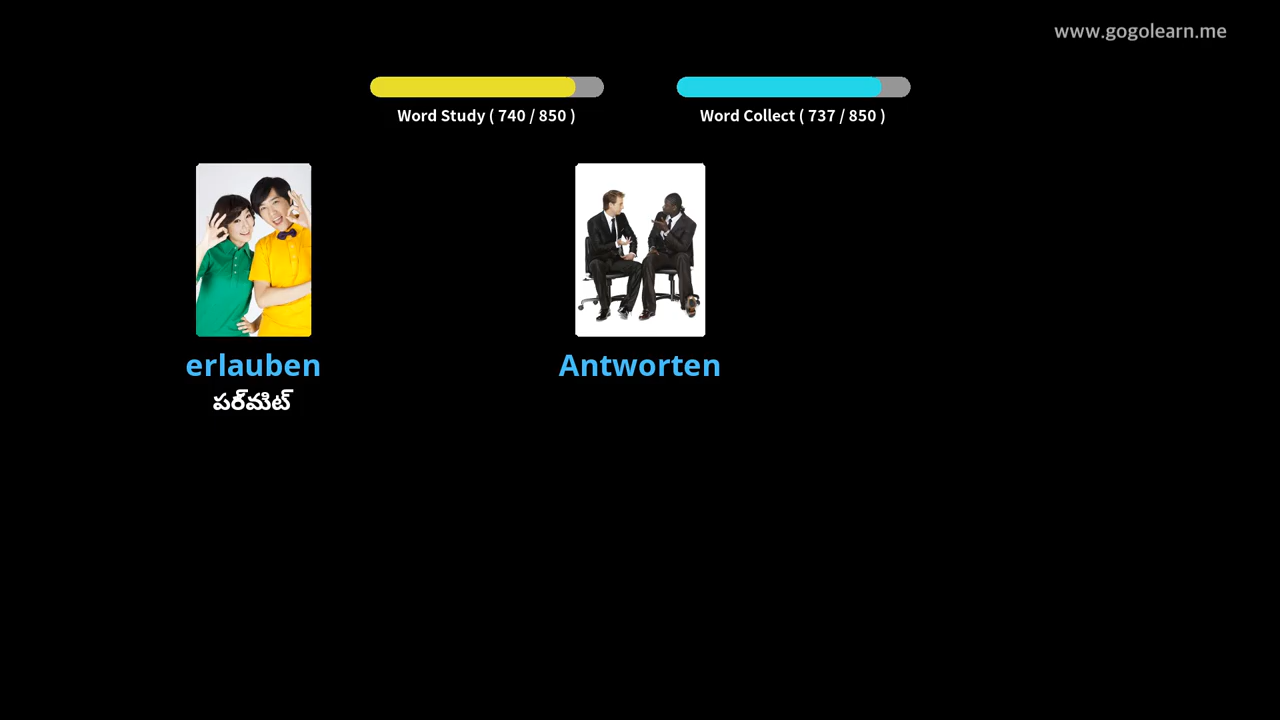 www.gogolearn.me
Word Study ( 740 / 850 )
Word Collect ( 737 / 850 )
erlauben
Antworten
పర్మిట్